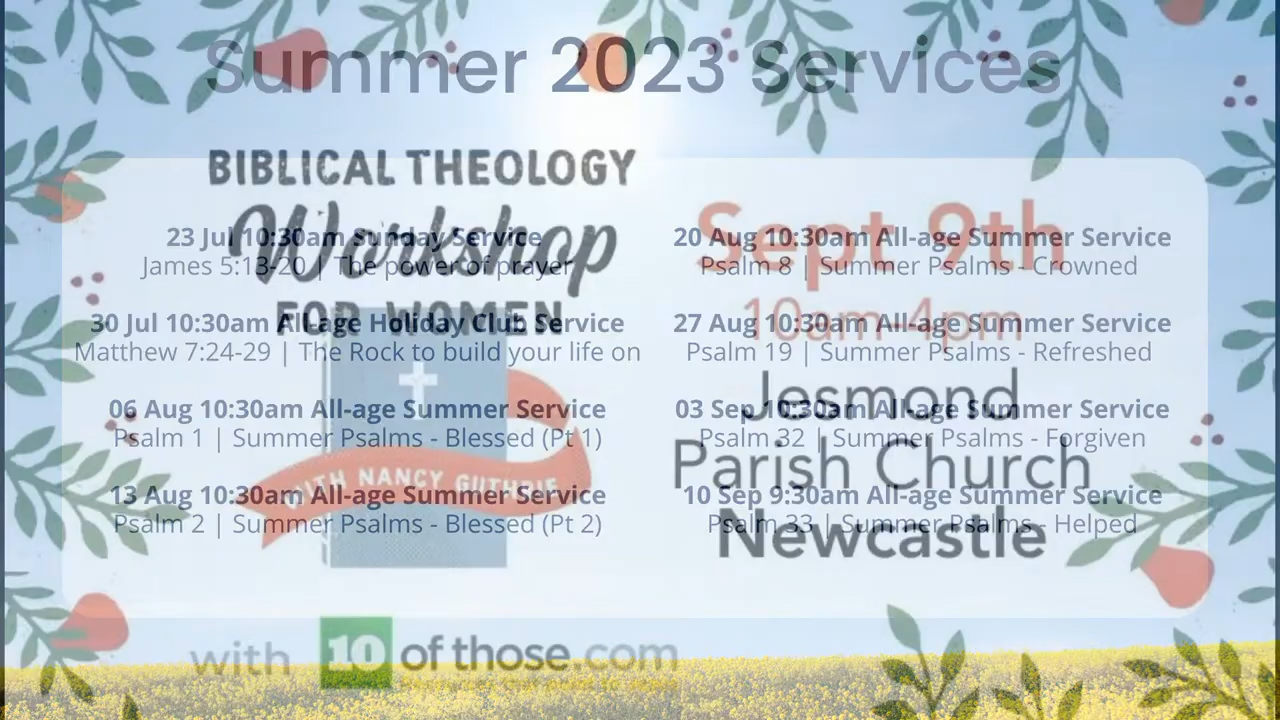 Summer 2023 Services
23 Jul 10:30am Sunday Service
James 5:13-20 | The power of prayer
30 Jul 10:30am All-age Holiday Club Service
Matthew 7:24-29 | The Rock to build your life on
06 Aug 10:30am All-age Summer Service
Psalm 1 | Summer Psalms - Blessed (Pt 1)
13 Aug 10:30am All-age Summer Service
Psalm 2 | Summer Psalms - Blessed (Pt 2)
20 Aug 10:30am All-age Summer Service
Psalm 8 | Summer Psalms - Crowned
27 Aug 10:30am All-age Summer Service
Psalm 19 | Summer Psalms - Refreshed
03 Sep 10:30am All-age Summer Service
Psalm 32 | Summer Psalms - Forgiven
10 Sep 9:30am All-age Summer Service
Psalm 33 | Summer Psalms - Helped
BIBLICAL THEOLOGY
Workshop
FOR WOMEN
WITH NANCY GUTHRIE
Sept 9th
10am-4pm
Jesmond
Parish Church
Newcastle
with 10 of those.com